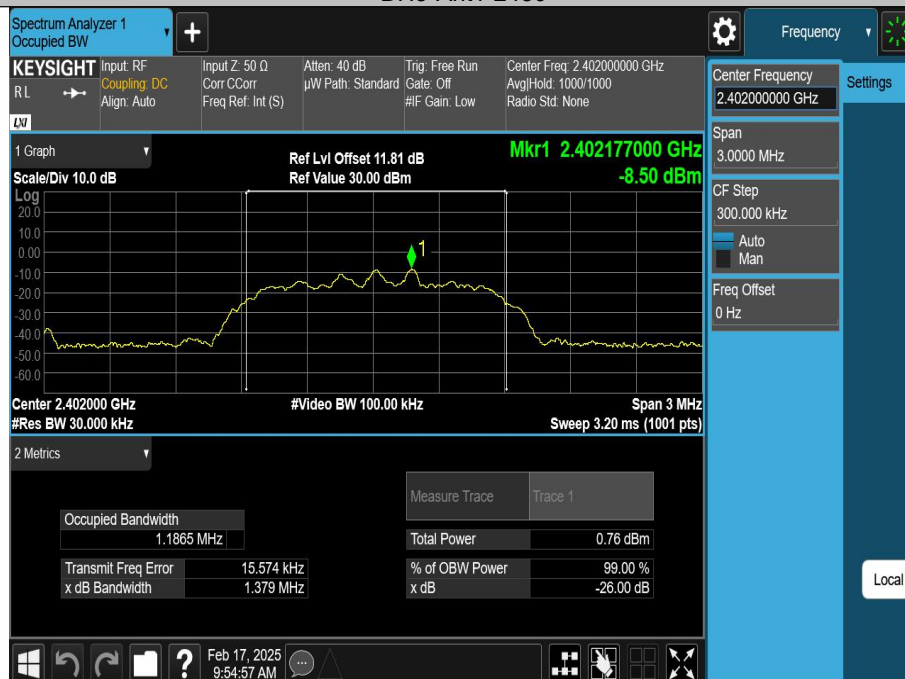 Spectrum Analyzer 1
Occupied BW
Frequency
KEYSIGHT
RL
LXI
Input: RF
Coupling: DC
Align: Auto
Input Z: 50 Ω
Corr CCorr
Freq Ref: Int (S)
Atten: 40 dB
µW Path: Standard
Trig: Free Run
Gate: Off
#IF Gain: Low
Center Freq: 2.402000000 GHz
Avg|Hold: 1000/1000
Radio Std: None
Center Frequency
2.402000000 GHz
Settings
Span
3.0000 MHz
CF Step
300.000 kHz
Auto
Man
Freq Offset
0 Hz
Local
1 Graph
Scale/Div 10.0 dB
Ref Lvl Offset 11.81 dB
Ref Value 30.00 dBm
Mkr1 2.402177000 GHz
-8.50 dBm
Log
20.0
10.0
0.00
-10.0
-20.0
-30.0
-40.0
-50.0
-60.0
1
Center 2.402000 GHz
#Video BW 100.00 kHz
Span 3 MHz
#Res BW 30.000 kHz
Sweep 3.20 ms (1001 pts)
2 Metrics
Measure Trace
Trace 1
Occupied Bandwidth
1.1865 MHz
Total Power
0.76 dBm
Transmit Freq Error
15.574 kHz
% of OBW Power
99.00 %
x dB Bandwidth
1.379 MHz
x dB
-26.00 dB
?
Feb 17, 2025
9:54:57 AM